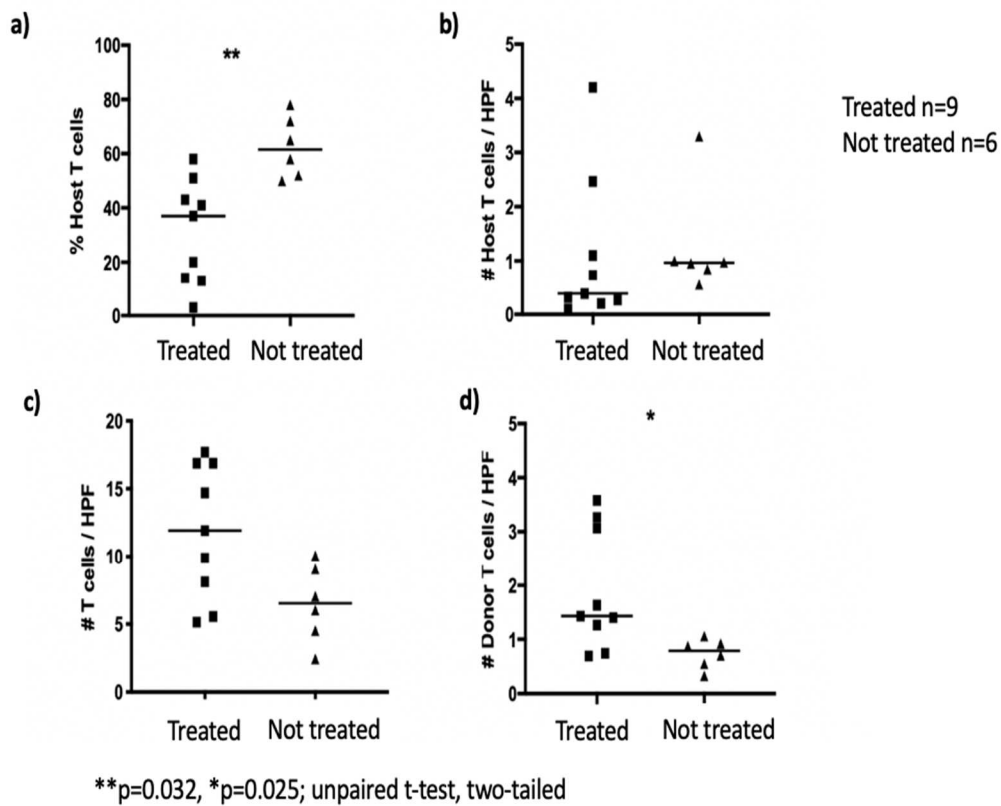 a)
% Host T cells
100
80
60
40
20
0
**
Treated Not treated
b)
# Host T cells / HPF
5
4
3
2
1
0
Treated Not treated
Treated n=9
Not treated n=6
c)
# T cells / HPF
20
15
10
5
0
Treated Not treated
d)
# Donor T cells / HPF
5
4
3
2
1
0
*
Treated Not treated
**p=0.032, *p=0.025; unpaired t-test, two-tailed